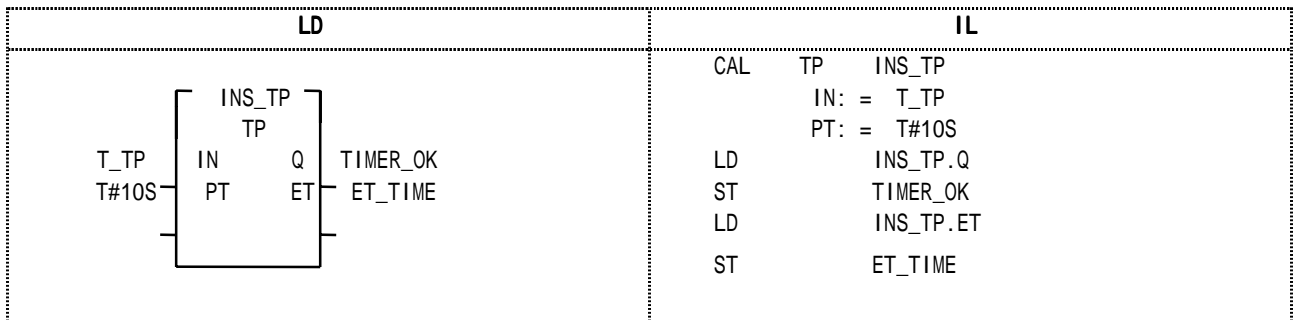 LD
INS_TP
TP
T_TP IN Q TIMER_OK
T#10S PT ET ET_TIME
IL
CAL TP INS_TP
IN: = T_TP
PT: = T#10S
LD INS_TP.Q
ST TIMER_OK
LD INS_TP.ET
ST ET_TIME